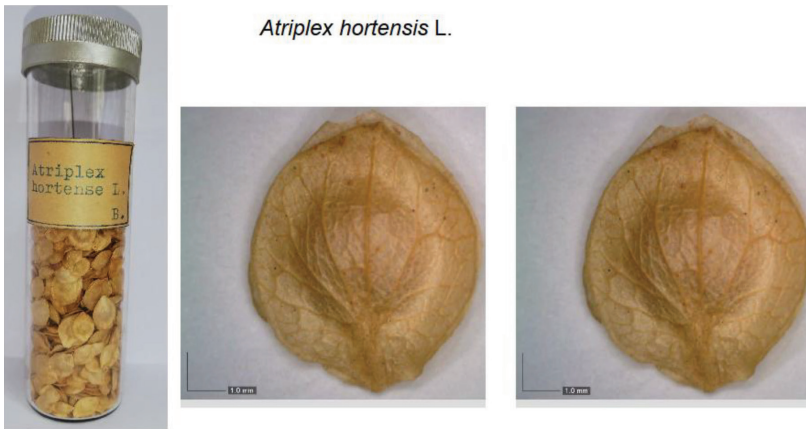 Atriplex hortensis L.
Atriplex
hortense L.
B.
1.0 mm
1.0 mm